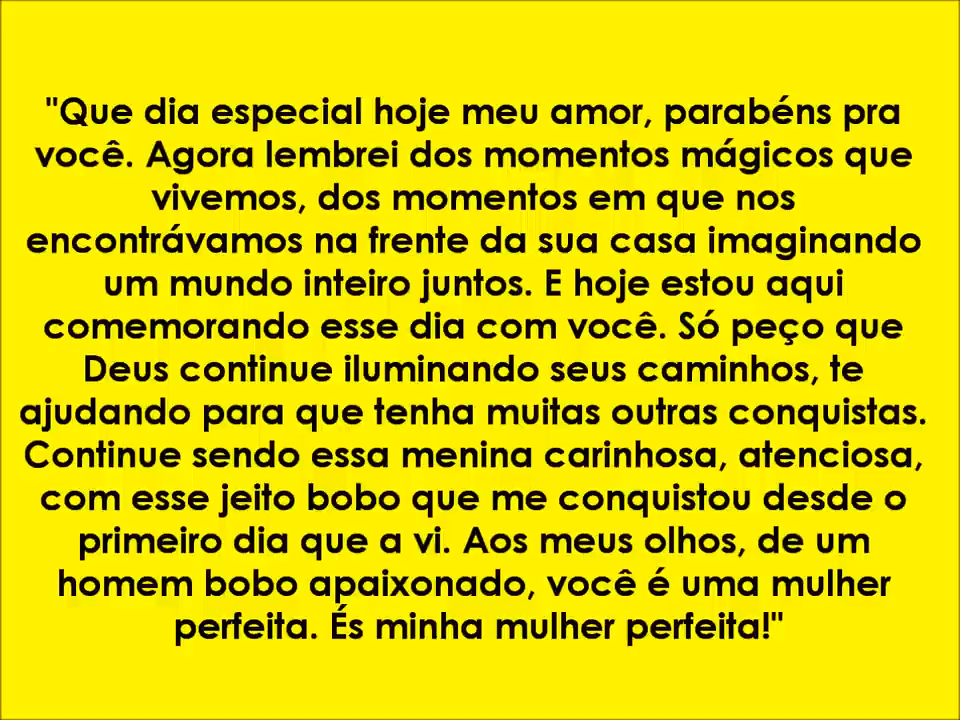 "Que dia especial hoje meu amor, parabéns pra
você. Agora lembrei dos momentos mágicos que
vivemos, dos momentos em que nos
encontrávamos na frente da sua casa imaginando
um mundo inteiro juntos. E hoje estou aqui
comemorando esse dia com você. Só peço que
Deus continue iluminando seus caminhos, te
ajudando para que tenha muitas outras conquistas.
Continue sendo essa menina carinhosa, atenciosa,
com esse jeito bobo que me conquistou desde o
primeiro dia que a vi. Aos meus olhos, de um
homem bobo apaixonado, você é uma mulher
perfeita. És minha mulher perfeita!"